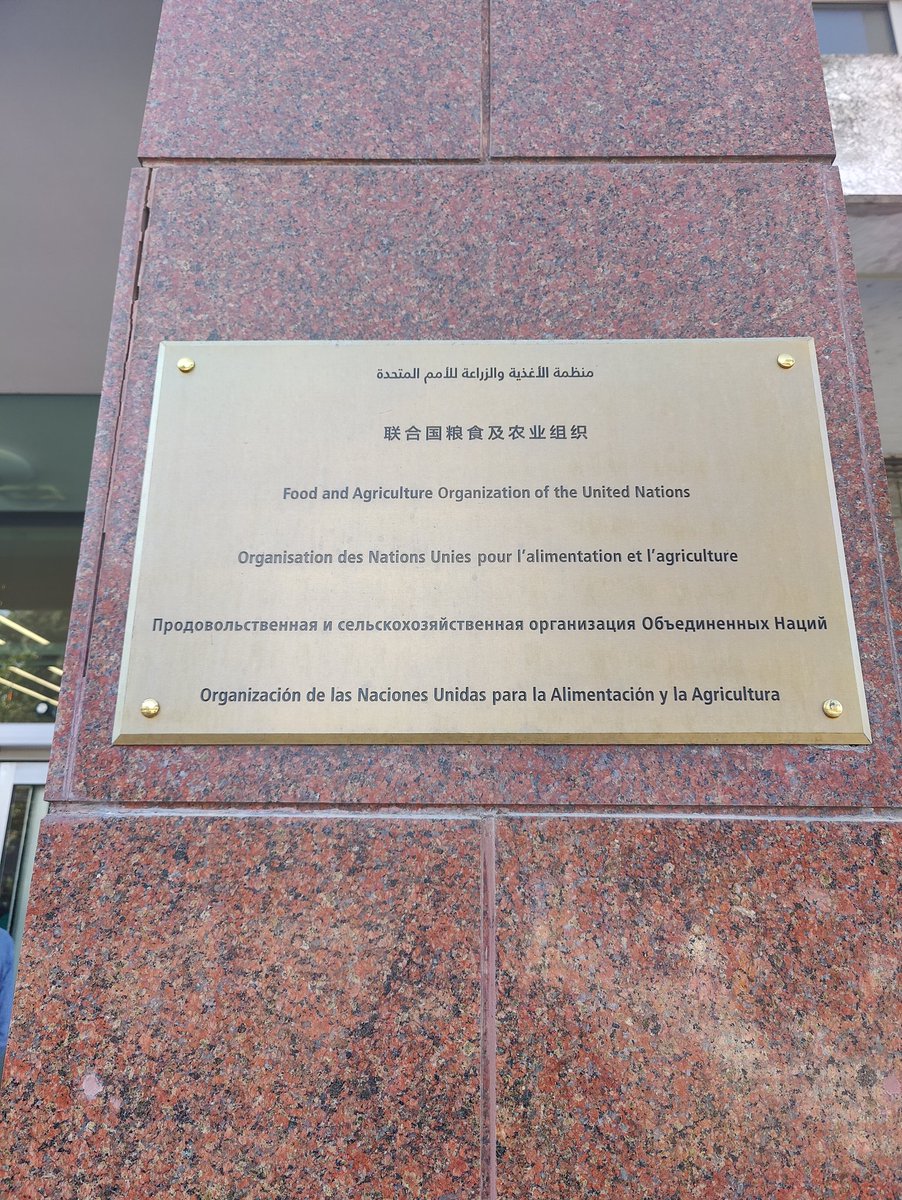 منظمة الأغذية والزراعة للأمم المتحدة
联合国粮食及农业组织
Food and Agriculture Organization of the United Nations
Organisation des Nations Unies pour l'alimentation et l'agriculture
Продовольственная и сельскохозяйственная организация Объединенных Наций
Organización de las Naciones Unidas para la Alimentación y la Agricultura